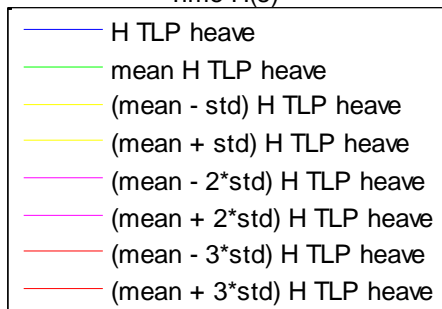 H TLP heave
mean H TLP heave
(mean - std) H TLP heave
(mean + std) H TLP heave
(mean - 2*std) H TLP heave
(mean + 2*std) H TLP heave
(mean - 3*std) H TLP heave
(mean + 3*std) H TLP heave